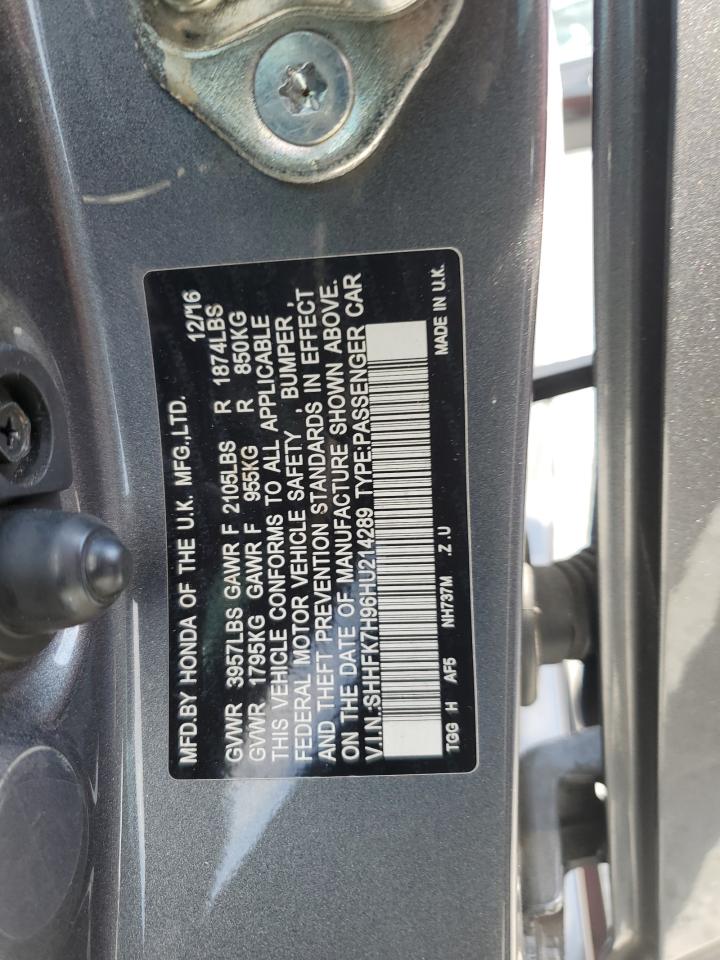 MFD.BY HONDA OF THE U.K. MFG.,LTD. 12/16
GVWR 3957LBS GAWR F 2105LBS R 1874LBS
GVWR 1795KG GAWR F 955KG R 850KG
THIS VEHICLE CONFORMS TO ALL APPLICABLE
FEDERAL MOTOR VEHICLE SAFETY , BUMPER ,
AND THEFT PREVENTION STANDARDS IN EFFECT
ON THE DATE OF MANUFACTURE SHOWN ABOVE.
V.I.N.:SHHFK7H96HU214289 TYPE:PASSENGER CAR
TGG H AF5 NH737M .Z .U MADE IN U.K.